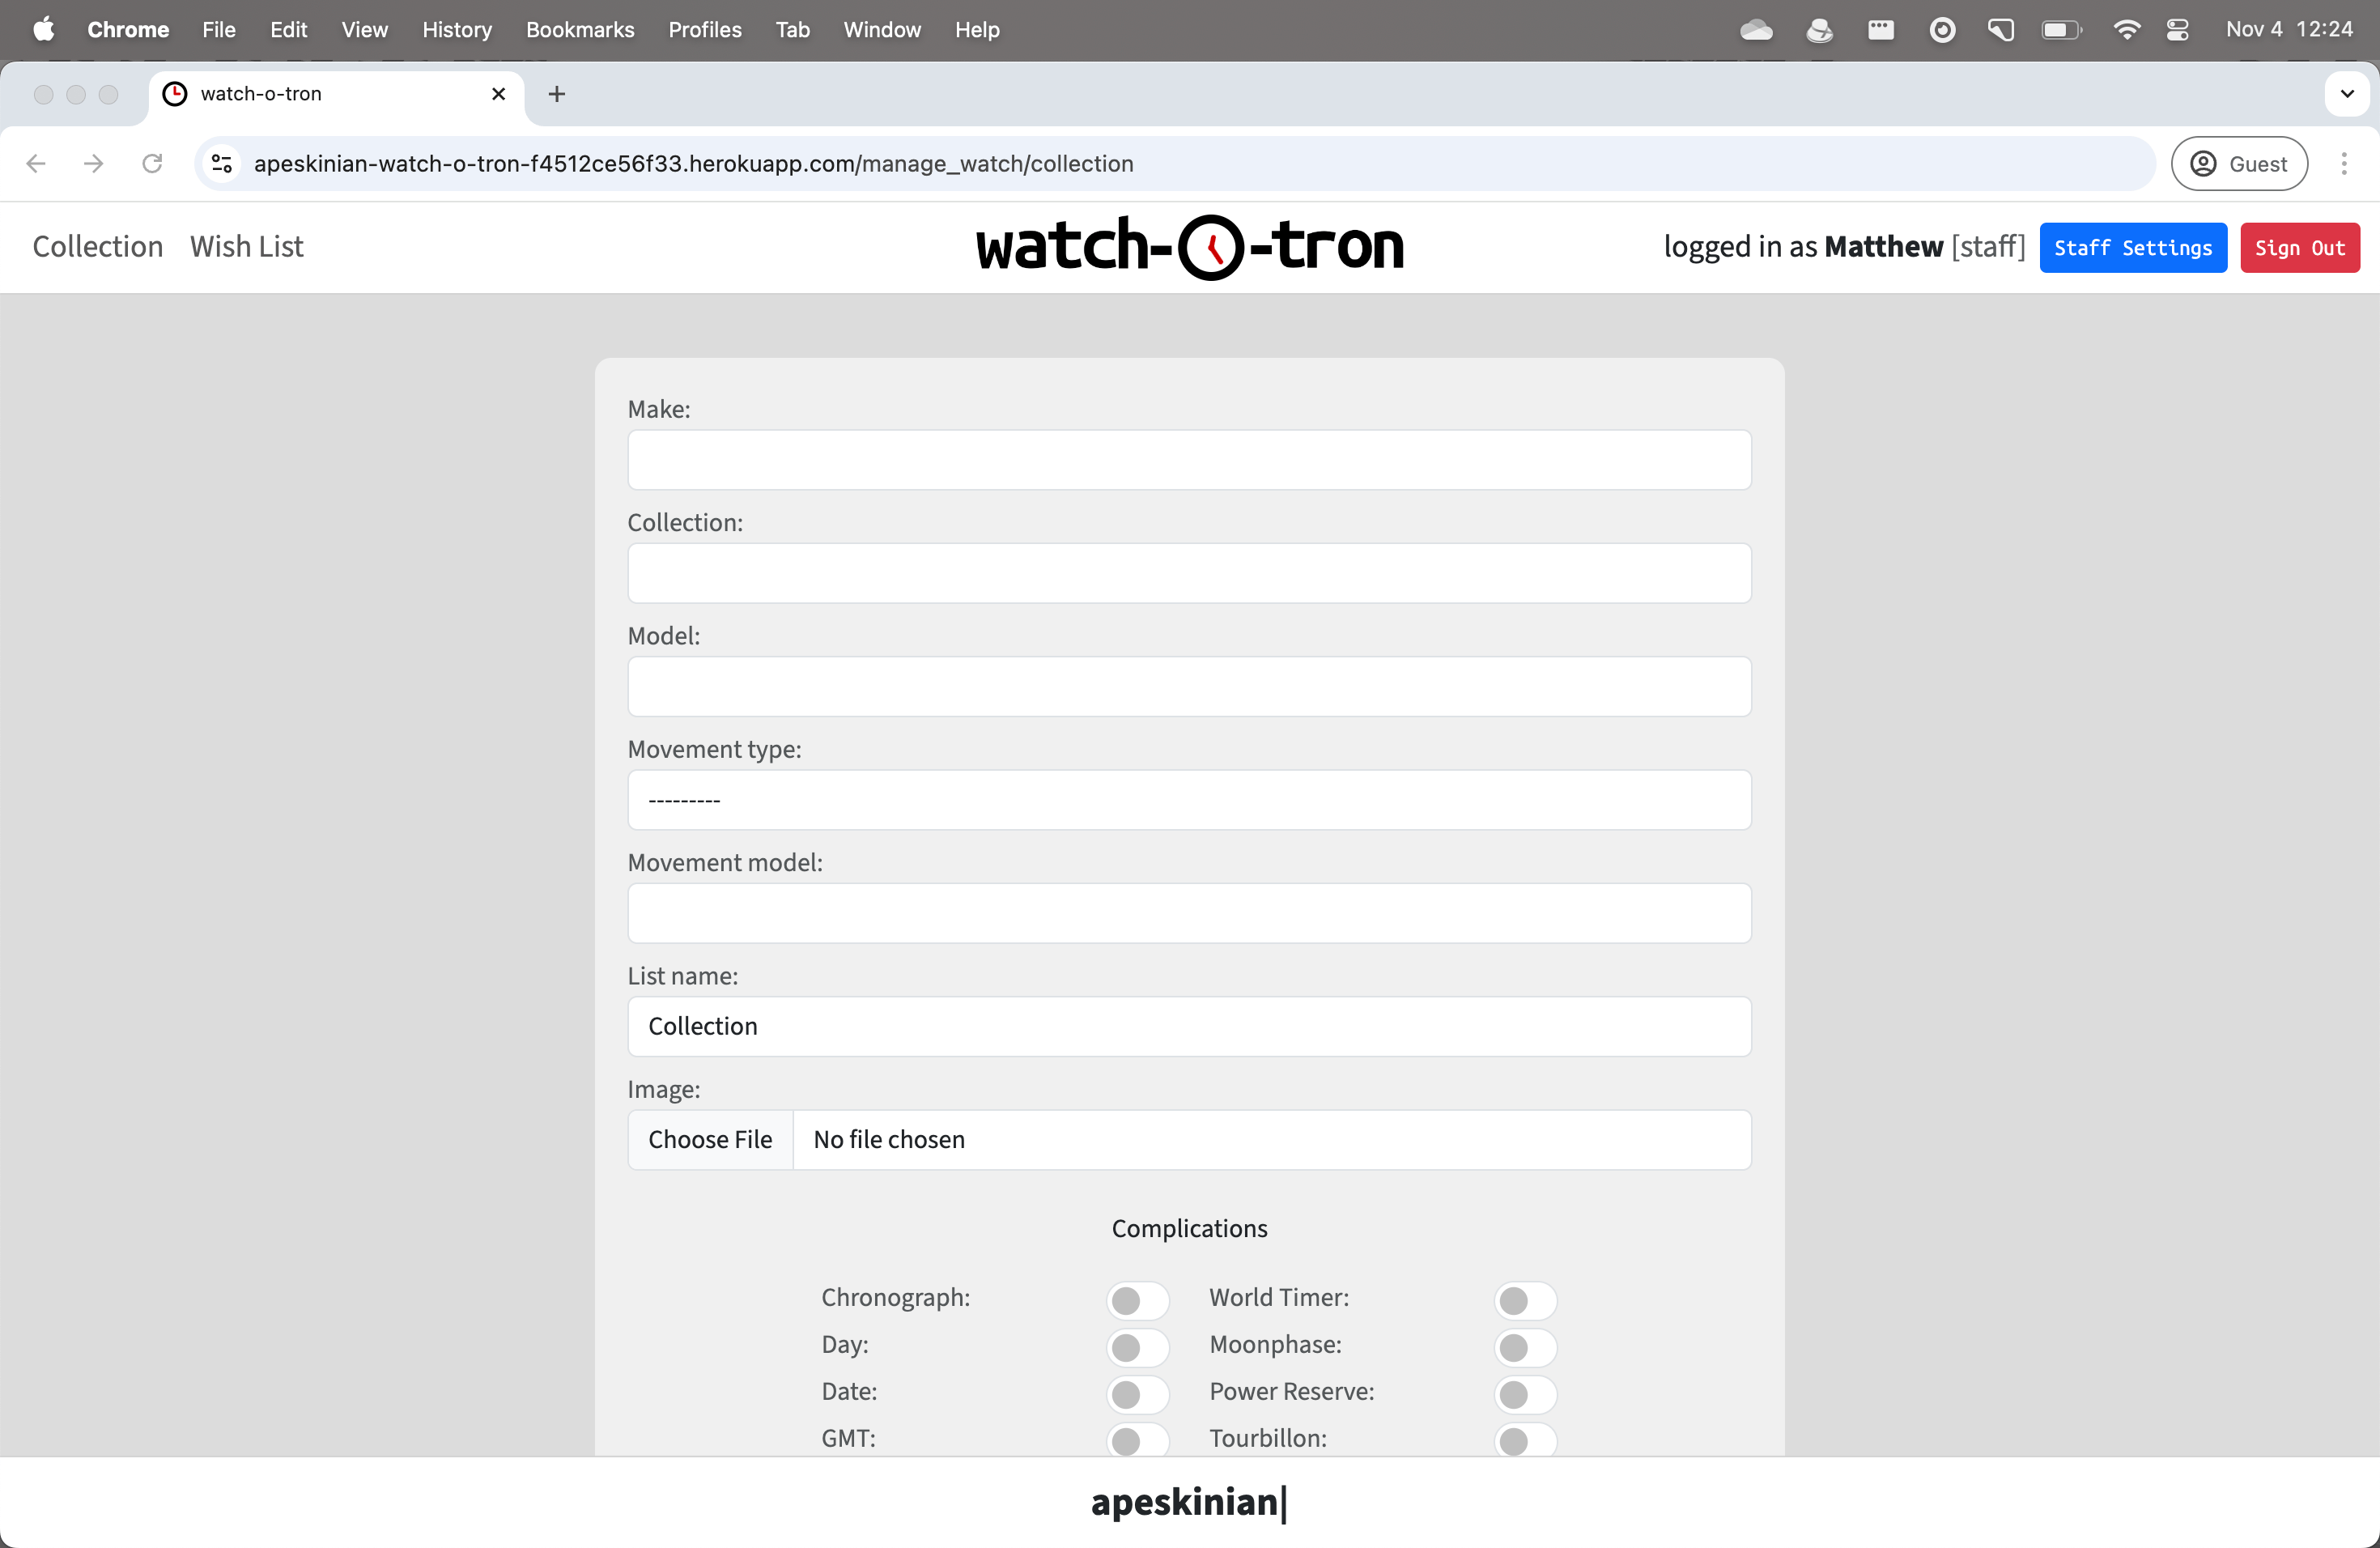 Chrome File Edit View History Bookmarks Profiles Tab Window Help Nov 4 12:24
watch-o-tron
apeskinian-watch-o-tron-f4512ce56f33.herokuapp.com/manage_watch/collection Guest
Collection Wish List watch-O-tron logged in as Matthew [staff] Staff Settings Sign Out
Make:
Collection:
Model:
Movement type:
---------
Movement model:
List name:
Collection
Image:
Choose File No file chosen
Complications
Chronograph: World Timer:
Day: Moonphase:
Date: Power Reserve:
GMT: Tourbillon:
apeskinian|